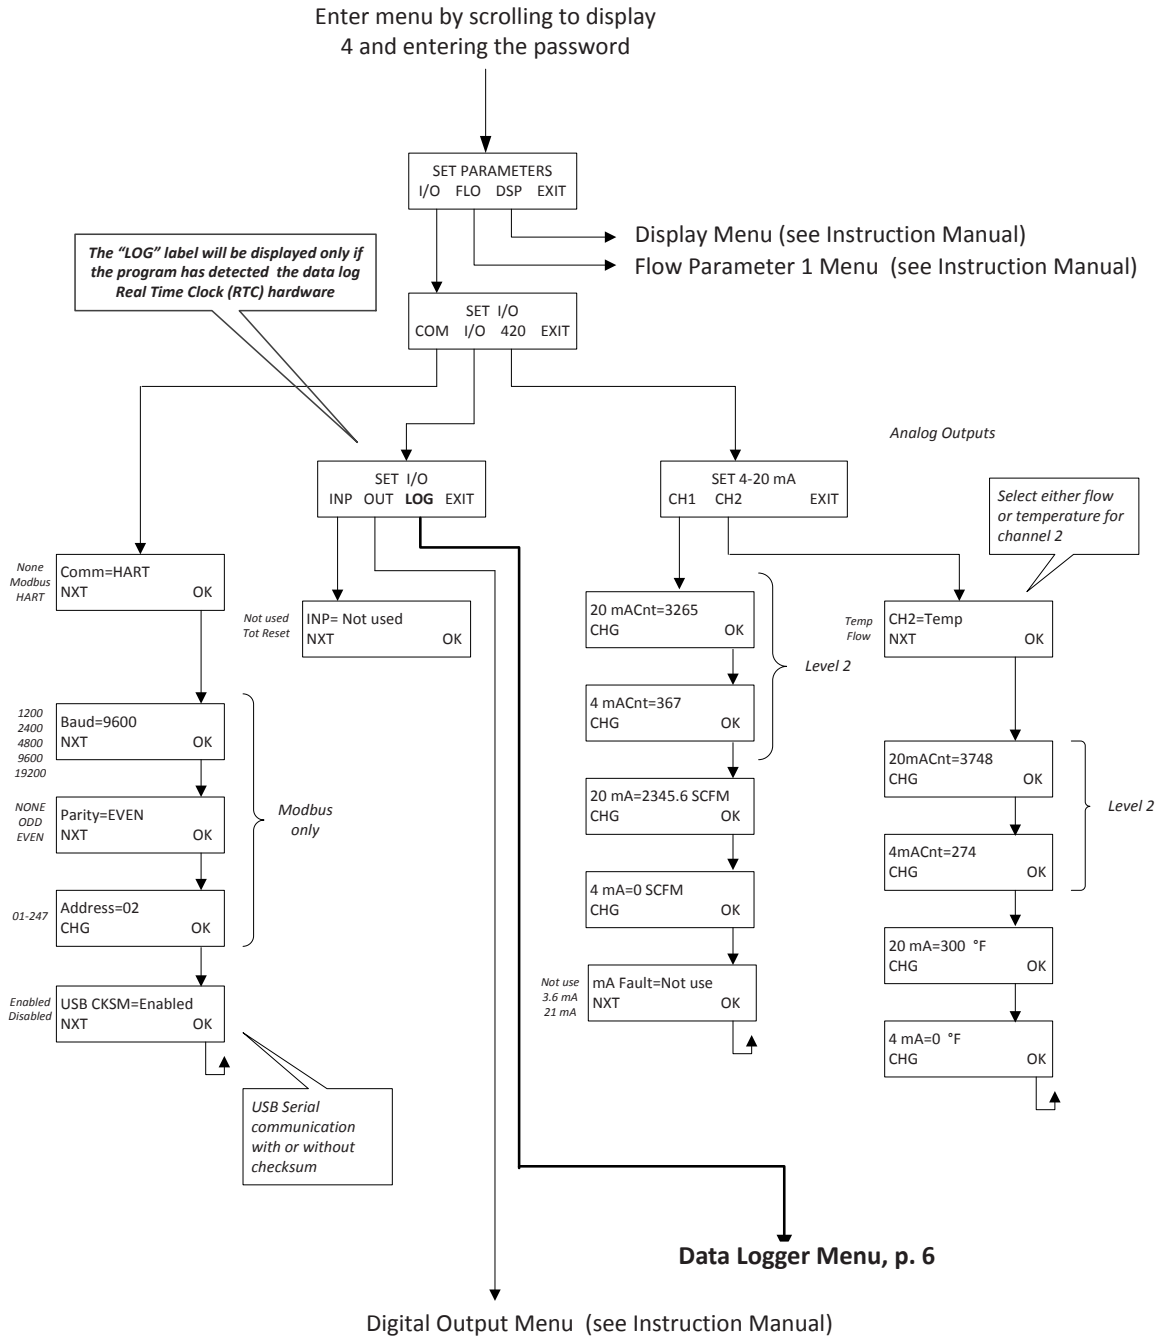 Enter menu by scrolling to display
4 and entering the password
SET PARAMETERS
I/O FLO DSP EXIT
Display Menu (see Instruction Manual)
Flow Parameter 1 Menu (see Instruction Manual)
The “LOG” label will be displayed only if
the program has detected the data log
Real Time Clock (RTC) hardware
SET I/O
COM I/O 420 EXIT
Analog Outputs
SET I/O
INP OUT LOG EXIT
SET 4-20 mA
CH1 CH2 EXIT
Select either flow
or temperature for
channel 2
None
Modbus
HART
Comm=HART
NXT OK
Not used
Tot Reset
INP= Not used
NXT OK
20 mACnt=3265
CHG OK
4 mACnt=367
CHG OK
Level 2
20 mA=2345.6 SCFM
CHG OK
4 mA=0 SCFM
CHG OK
Not use
3.6 mA
21 mA
mA Fault=Not use
NXT OK
Temp
Flow
CH2=Temp
NXT OK
20mACnt=3748
CHG OK
4mACnt=274
CHG OK
Level 2
20 mA=300 °F
CHG OK
4 mA=0 °F
CHG OK
1200
2400
4800
9600
19200
Baud=9600
NXT OK
NONE
ODD
EVEN
Parity=EVEN
NXT OK
Modbus
only
01-247
Address=02
CHG OK
Enabled
Disabled
USB CKSM=Enabled
NXT OK
USB Serial
communication
with or without
checksum
Data Logger Menu, p. 6
Digital Output Menu (see Instruction Manual)